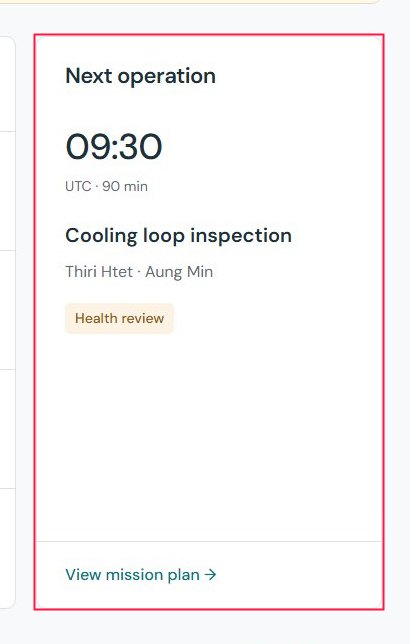 Next operation
09:30
UTC · 90 min
Cooling loop inspection
Thiri Htet · Aung Min
Health review
View mission plan →